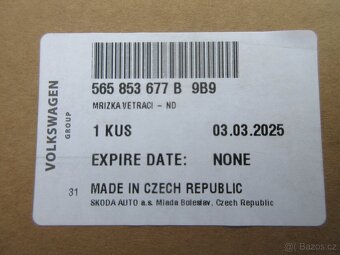 VOLKSWAGEN
GROUP
565 853 677 B 9B9
MRIZKA VETRACI - ND
1 KUS 03.03.2025
EXPIRE DATE: NONE
31 MADE IN CZECH REPUBLIC
SKODA AUTO a.s. Mlada Boleslav, Czech Republic
Bazoš.cz